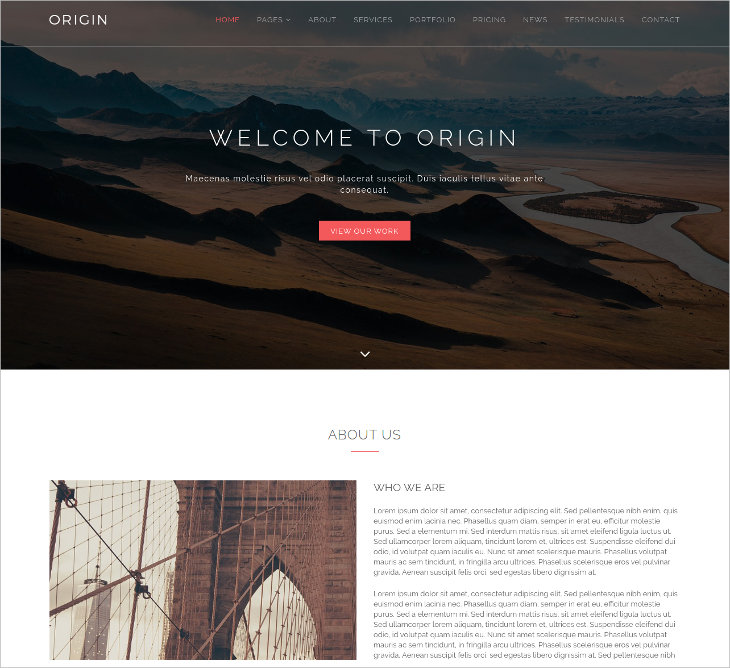 ORIGIN
HOME PAGES ABOUT SERVICES PORTFOLIO PRICING NEWS TESTIMONIALS CONTACT
WELCOME TO ORIGIN
Maecenas molestie risus vel odio placerat suscipit. Duis iaculis tellus vitae ante
consequat.
VIEW OUR WORK
ABOUT US
WHO WE ARE
Lorem ipsum dolor sit amet, consectetur adipiscing elit. Sed pellentesque nibh enim, quis
euismod enim lacinia nec. Phasellus quam diam, semper in erat eu, efficitur molestie
purus. Sed a elementum mi. Sed interdum mattis risus, sit amet eleifend ligula luctus ut.
Sed ullamcorper lorem aliquam, tincidunt lorem et, ultrices est. Suspendisse eleifend dui
odio, id volutpat quam iaculis eu. Nunc sit amet scelerisque mauris. Phasellus volutpat
mauris ac sem tincidunt, in fringilla arcu ultrices. Phasellus scelerisque eros vel pulvinar
gravida. Aenean suscipit felis orci, sed egestas libero dignissim at.
Lorem ipsum dolor sit amet, consectetur adipiscing elit. Sed pellentesque nibh enim, quis
euismod enim lacinia nec. Phasellus quam diam, semper in erat eu, efficitur molestie
purus. Sed a elementum mi. Sed interdum mattis risus, sit amet eleifend ligula luctus ut.
Sed ullamcorper lorem aliquam, tincidunt lorem et, ultrices est. Suspendisse eleifend dui
odio, id volutpat quam iaculis eu. Nunc sit amet scelerisque mauris. Phasellus volutpat
mauris ac sem tincidunt, in fringilla arcu ultrices. Phasellus scelerisque eros vel pulvinar
gravida. Aenean suscipit felis orci, sed egestas libero dignissim at. Sed pellentesque nibh